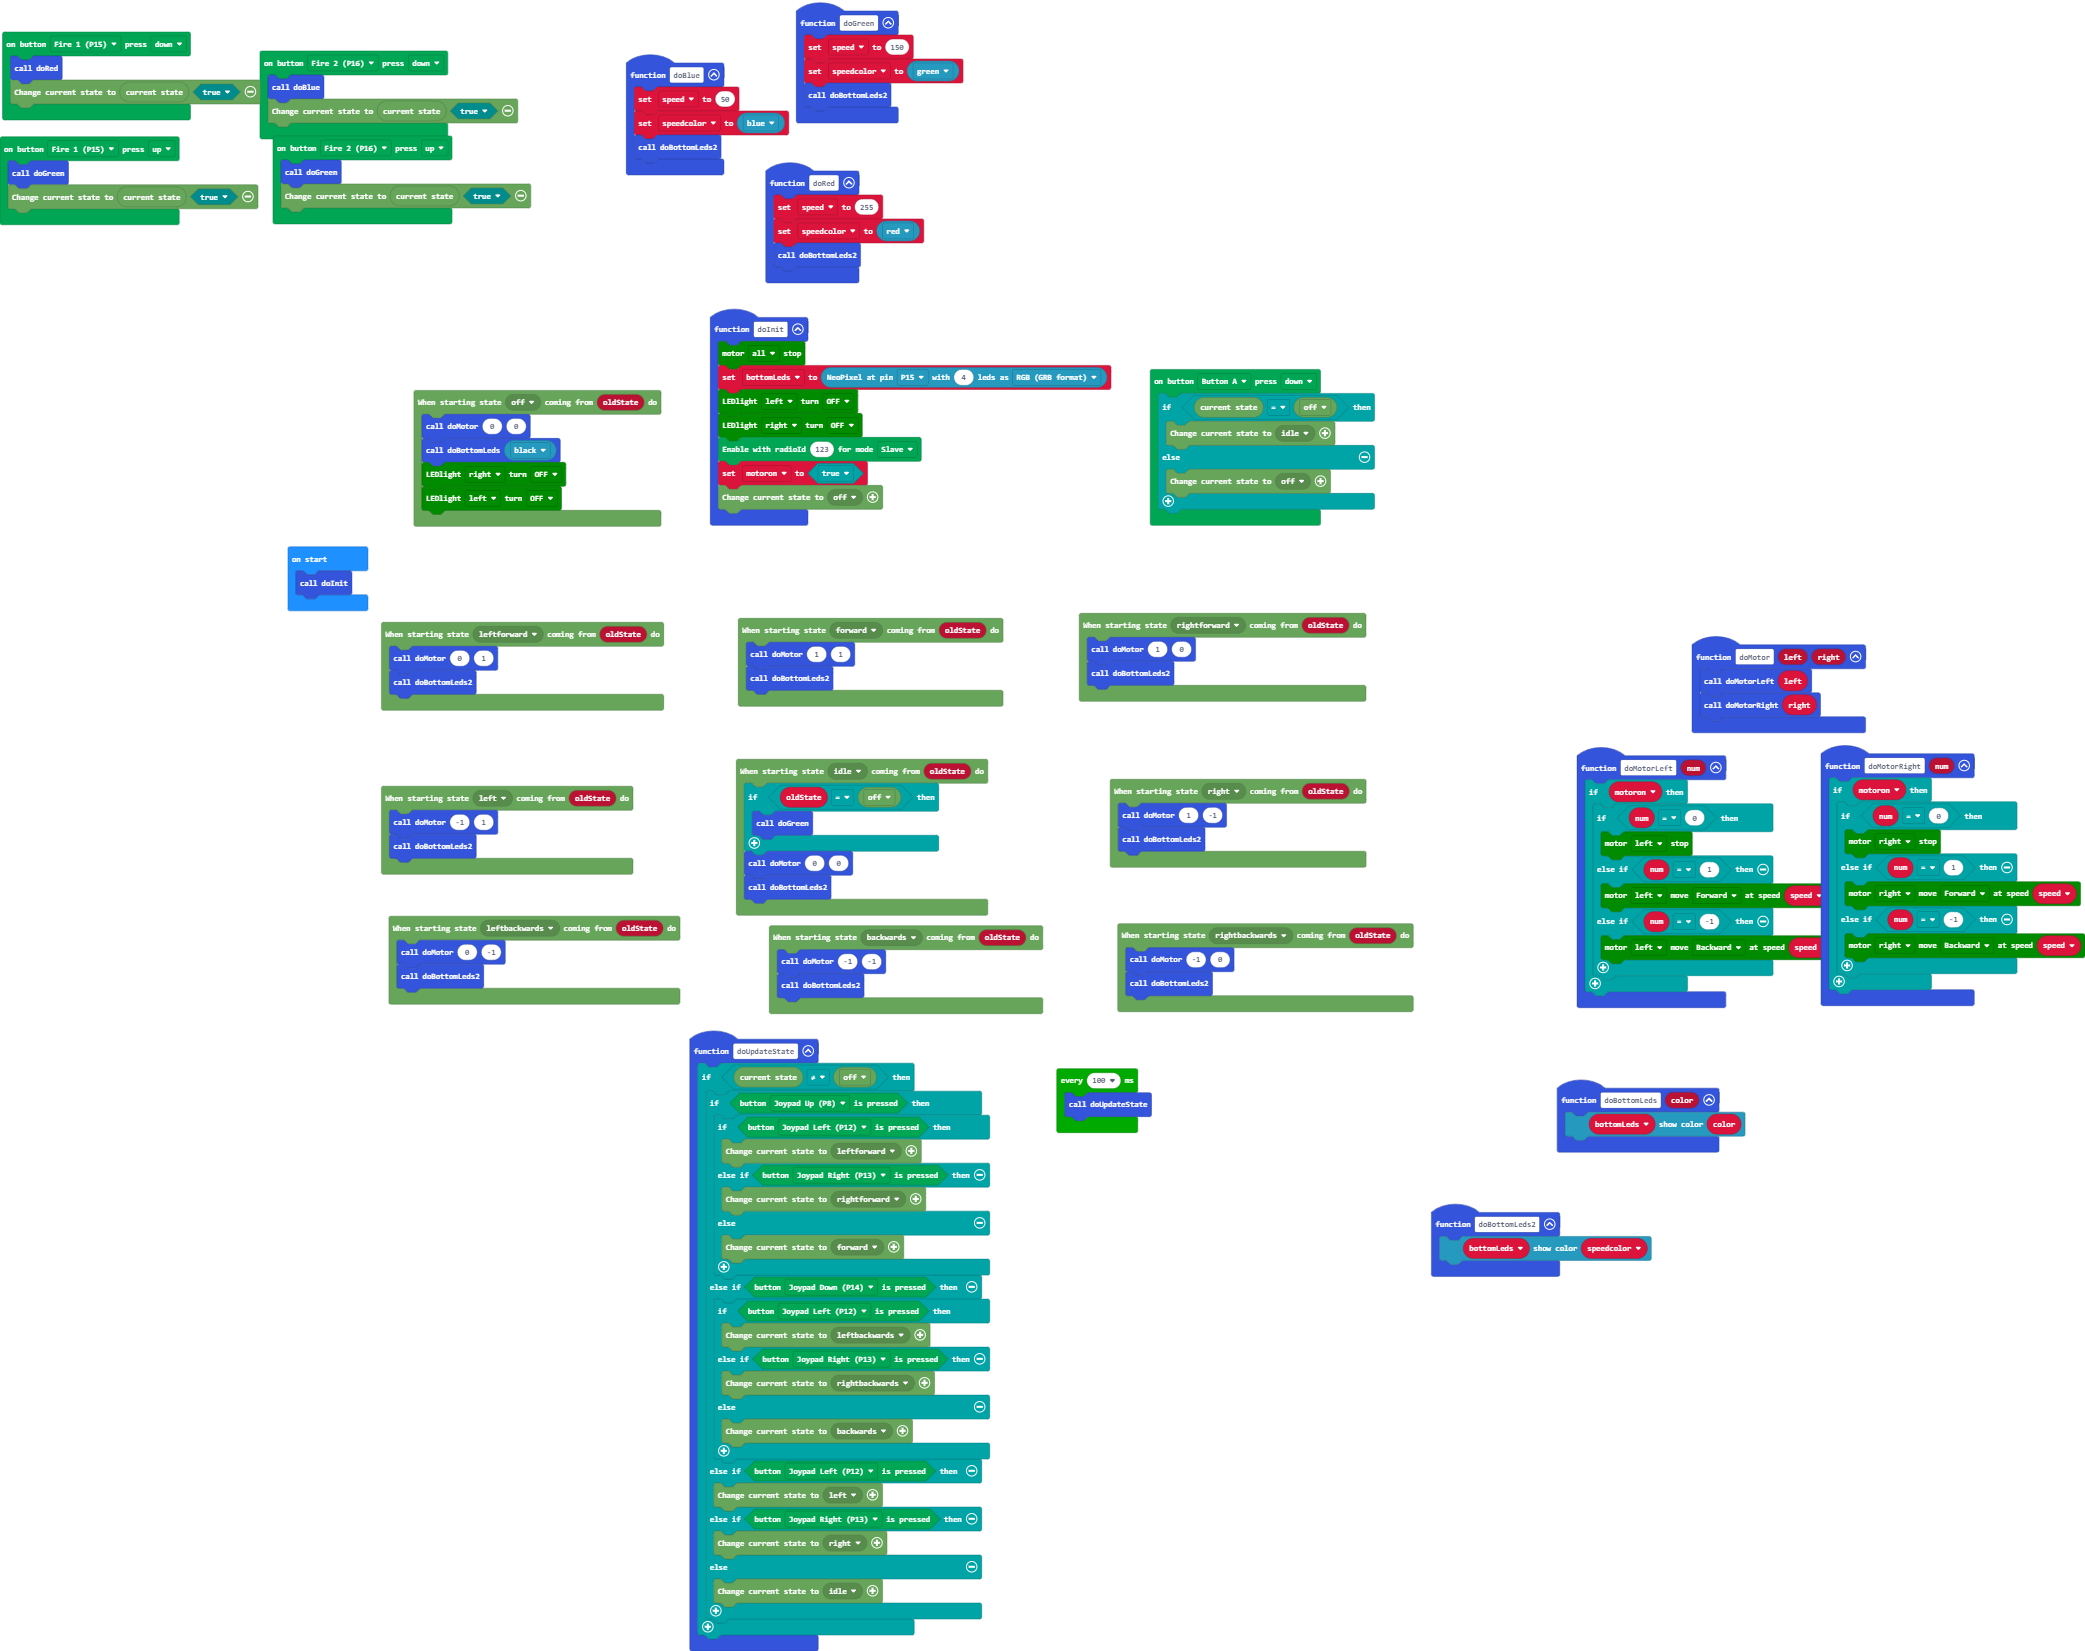 on button Fire 1 (P15) press down
call doRed
Change current state to current state true
on button Fire 2 (P16) press down
call doBlue
Change current state to current state true
on button Fire 1 (P15) press up
call doGreen
Change current state to current state true
on button Fire 2 (P16) press up
call doGreen
Change current state to current state true
function doBlue
set speed to 50
set speedcolor to blue
call doBottomLeds2
function doGreen
set speed to 150
set speedcolor to green
call doBottomLeds2
function doRed
set speed to 255
set speedcolor to red
call doBottomLeds2
function doInit
motor all stop
set bottomLeds to NeoPixel at pin P15 with 4 leds as RGB (GRB format)
LEDlight left turn OFF
LEDlight right turn OFF
Enable with radioId 123 for mode Slave
set motoron to true
Change current state to off
When starting state off coming from oldState do
call doMotor 0 0
call doBottomLeds black
LEDlight right turn OFF
LEDlight left turn OFF
on button Button A press down
if current state = off then
Change current state to idle
else
Change current state to off
on start
call doInit
When starting state leftforward coming from oldState do
call doMotor 0 1
call doBottomLeds2
When starting state forward coming from oldState do
call doMotor 1 1
call doBottomLeds2
When starting state rightforward coming from oldState do
call doMotor 1 0
call doBottomLeds2
When starting state left coming from oldState do
call doMotor -1 1
call doBottomLeds2
When starting state idle coming from oldState do
if oldState = off then
call doGreen
call doMotor 0 0
call doBottomLeds2
When starting state right coming from oldState do
call doMotor 1 -1
call doBottomLeds2
When starting state leftbackwards coming from oldState do
call doMotor 0 -1
call doBottomLeds2
When starting state backwards coming from oldState do
call doMotor -1 -1
call doBottomLeds2
When starting state rightbackwards coming from oldState do
call doMotor -1 0
call doBottomLeds2
function doMotor left right
call doMotorLeft left
call doMotorRight right
function doMotorLeft num
if motoron then
if num = 0 then
motor left stop
else if num = 1 then
motor left move Forward at speed speed
else if num = -1 then
motor left move Backward at speed speed
function doMotorRight num
if motoron then
if num = 0 then
motor right stop
else if num = 1 then
motor right move Forward at speed speed
else if num = -1 then
motor right move Backward at speed speed
function doUpdateState
if current state ≠ off then
if button Joypad Up (P8) is pressed then
if button Joypad Left (P12) is pressed then
Change current state to leftforward
else if button Joypad Right (P13) is pressed then
Change current state to rightforward
else
Change current state to forward
else if button Joypad Down (P14) is pressed then
if button Joypad Left (P12) is pressed then
Change current state to leftbackwards
else if button Joypad Right (P13) is pressed then
Change current state to rightbackwards
else
Change current state to backwards
else if button Joypad Left (P12) is pressed then
Change current state to left
else if button Joypad Right (P13) is pressed then
Change current state to right
else
Change current state to idle
every 100 ms
call doUpdateState
function doBottomLeds color
bottomLeds show color color
function doBottomLeds2
bottomLeds show color speedcolor